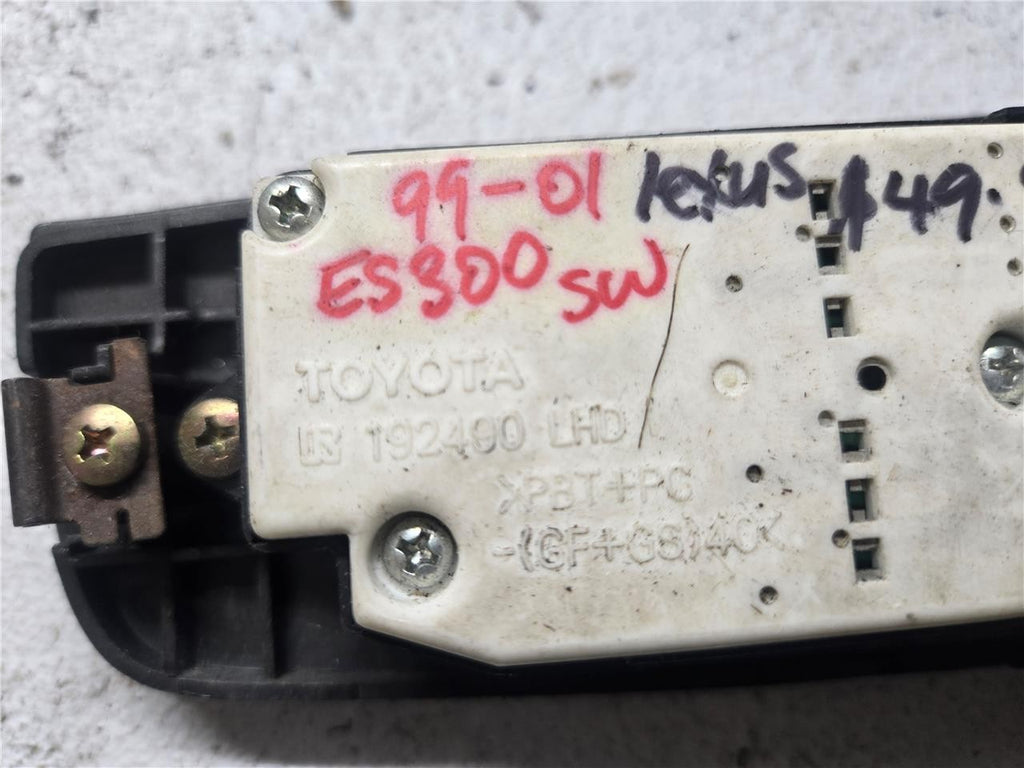 99-01 lexus $49.
ES300 SW
TOYOTA
192490 LHD
>PBT+PC
-(GF+GS)40<